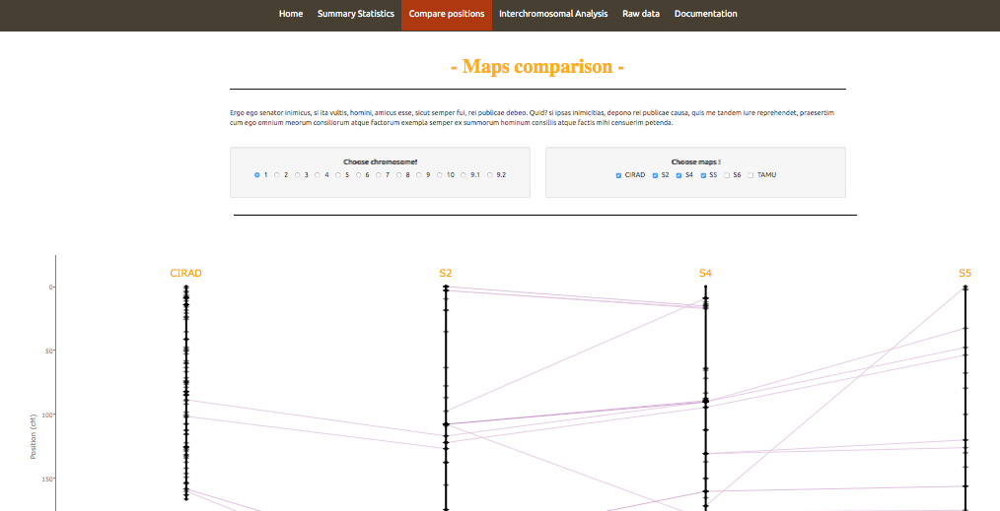 Home Summary Statistics Compare positions Interchromosomal Analysis Raw data Documentation
- Maps comparison -
Ergo ego senator inimicus, si ita vultis, homini, amicus esse, sicut semper fui, rei publicae debeo. Quid? si ipsas inimicitias, depono rei publicae causa, quis me tandem iure reprehendet, praesertim
cum ego omnium meorum consiliorum atque factorum exempla semper ex summorum hominum consiliis atque factis mihi censuerim petenda.
Choose chromosome!
1 2 3 4 5 6 7 8 9 10 9.1 9.2
Choose maps !
CIRAD S2 S4 S5 S6 TAMU
CIRAD S2 S4 S5
0
50
100
150
Position (cM)